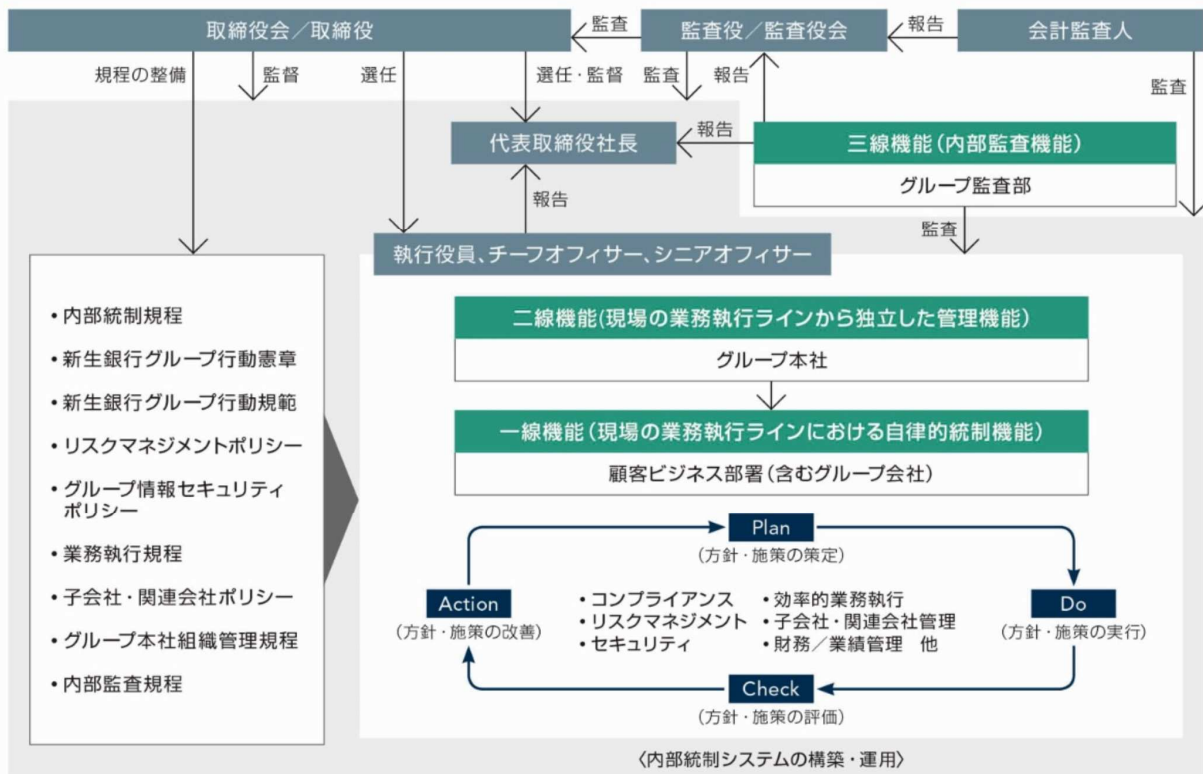 取締役会／取締役
監査
監査役／監査役会
報告
会計監査人
規程の整備
監督
選任
選任・監督
監査
報告
監査
代表取締役社長
報告
三線機能（内部監査機能）
グループ監査部
報告
監査
執行役員、チーフオフィサー、シニアオフィサー
・内部統制規程
・新生銀行グループ行動憲章
・新生銀行グループ行動規範
・リスクマネジメントポリシー
・グループ情報セキュリティ
ポリシー
・業務執行規程
・子会社・関連会社ポリシー
・グループ本社組織管理規程
・内部監査規程
二線機能(現場の業務執行ラインから独立した管理機能）
グループ本社
一線機能（現場の業務執行ラインにおける自律的統制機能）
顧客ビジネス部署（含むグループ会社）
Plan
（方針・施策の策定）
Action
（方針・施策の改善）
・コンプライアンス
・リスクマネジメント
・セキュリティ
・効率的業務執行
・子会社・関連会社管理
・財務／業績管理　他
Do
（方針・施策の実行）
Check
（方針・施策の評価）
〈内部統制システムの構築・運用〉